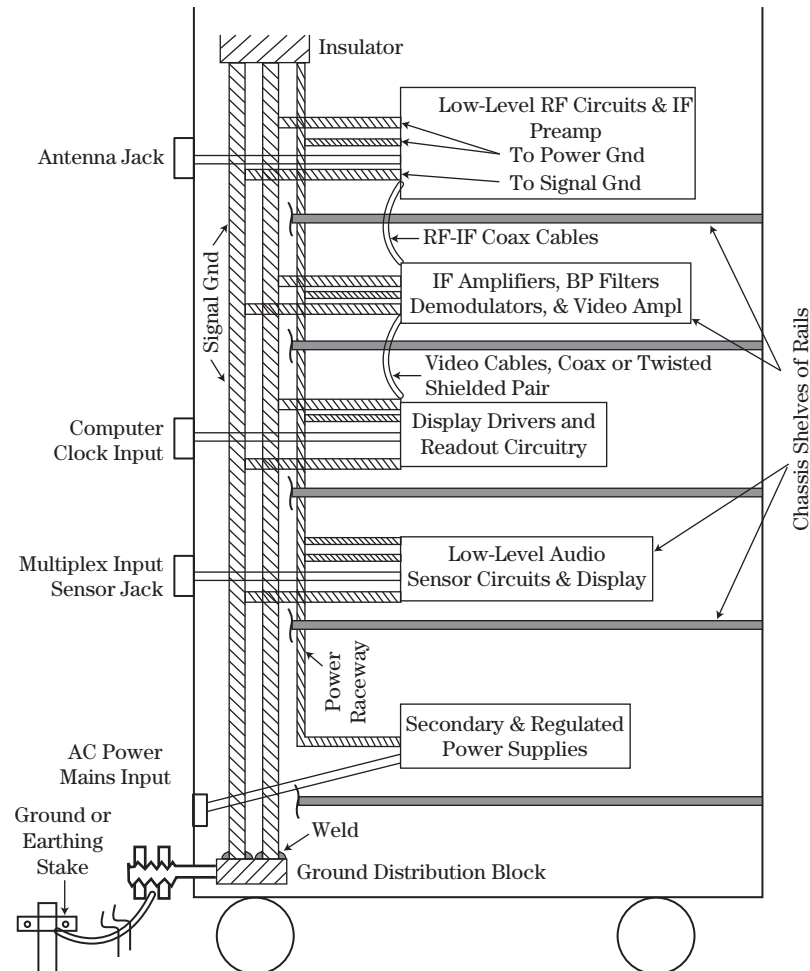 Insulator
Low-Level RF Circuits & IF
Preamp
To Power Gnd
To Signal Gnd
Antenna Jack
RF-IF Coax Cables
Signal Gnd
IF Amplifiers, BP Filters
Demodulators, & Video Ampl
Chassis Shelves of Rails
Video Cables, Coax or Twisted
Shielded Pair
Computer
Clock Input
Display Drivers and
Readout Circuitry
Multiplex Input
Sensor Jack
Low-Level Audio
Sensor Circuits & Display
Power
Raceway
Secondary & Regulated
Power Supplies
AC Power
Mains Input
Ground or
Earthing
Stake
Weld
Ground Distribution Block